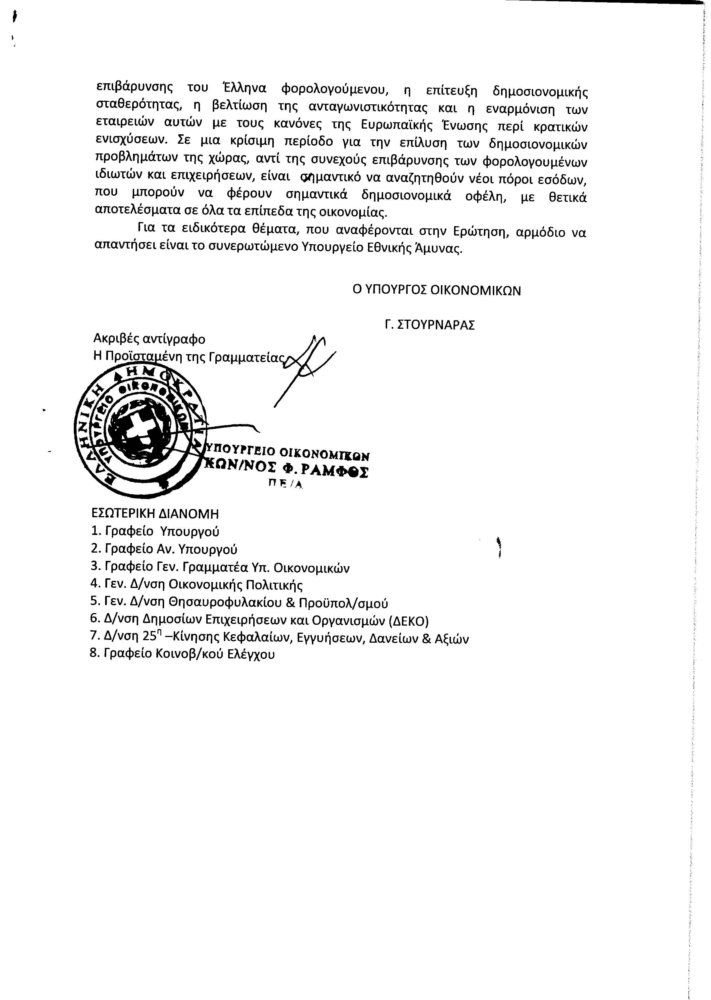 επιβάρυνσης του Έλληνα φορολογούμενου, η επίτευξη δημοσιονομικής
σταθερότητας, η βελτίωση της ανταγωνιστικότητας και η εναρμόνιση των
εταιρειών αυτών με τους κανόνες της Ευρωπαϊκής Ένωσης περί κρατικών
ενισχύσεων. Σε μια κρίσιμη περίοδο για την επίλυση των δημοσιονομικών
προβλημάτων της χώρας, αντί της συνεχούς επιβάρυνσης των φορολογουμένων
ιδιωτών και επιχειρήσεων, είναι σημαντικό να αναζητηθούν νέοι πόροι εσόδων,
που μπορούν να φέρουν σημαντικά δημοσιονομικά οφέλη, με θετικά
αποτελέσματα σε όλα τα επίπεδα της οικονομίας.
Για τα ειδικότερα θέματα, που αναφέρονται στην Ερώτηση, αρμόδιο να
απαντήσει είναι το συνερωτώμενο Υπουργείο Εθνικής Άμυνας.
Ο ΥΠΟΥΡΓΟΣ ΟΙΚΟΝΟΜΙΚΩΝ
Γ. ΣΤΟΥΡΝΑΡΑΣ
Ακριβές αντίγραφο
Η Προϊσταμένη της Γραμματείας
ΕΛΛΗΝΙΚΗ ΔΗΜΟΚΡΑΤΙΑ
ΥΠΟΥΡΓΕΙΟ ΟΙΚΟΝΟΜΙΚΩΝ
ΥΠΟΥΡΓΕΙΟ ΟΙΚΟΝΟΜΙΚΩΝ
ΚΩΝ/ΝΟΣ Φ. ΡΑΜΦΟΣ
ΠΕ/Α
ΕΣΩΤΕΡΙΚΗ ΔΙΑΝΟΜΗ
1. Γραφείο Υπουργού
2. Γραφείο Αν. Υπουργού
3. Γραφείο Γεν. Γραμματέα Υπ. Οικονομικών
4. Γεν. Δ/νση Οικονομικής Πολιτικής
5. Γεν. Δ/νση Θησαυροφυλακίου & Προϋπολ/σμού
6. Δ/νση Δημοσίων Επιχειρήσεων και Οργανισμών (ΔΕΚΟ)
7. Δ/νση 25η –Κίνησης Κεφαλαίων, Εγγυήσεων, Δανείων & Αξιών
8. Γραφείο Κοινοβ/κού Ελέγχου